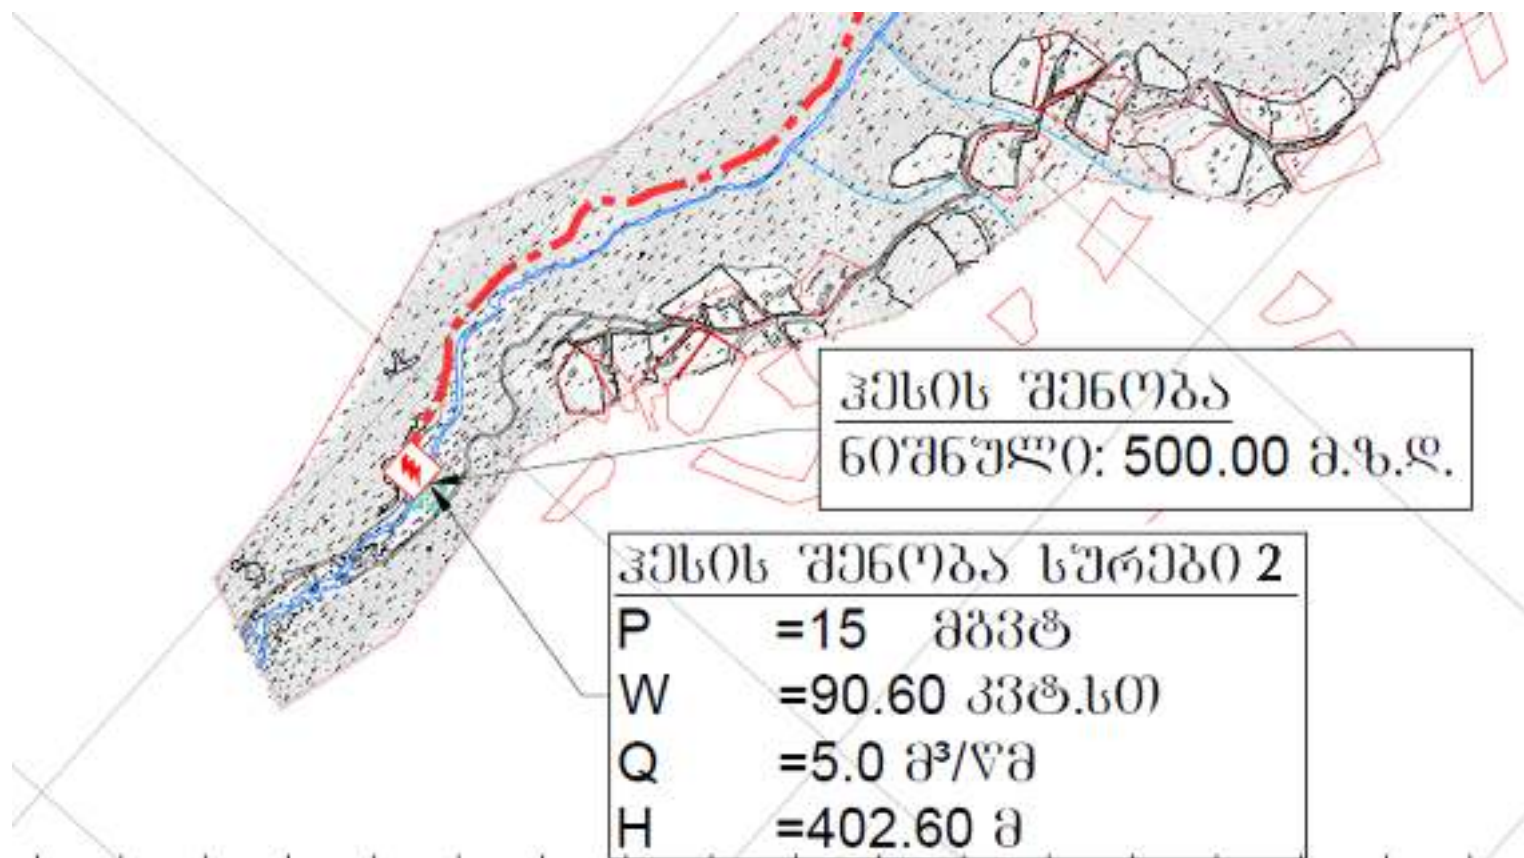 ჰესის შენობა
ნიშნული: 500.00 მ.ზ.დ.
ჰესის შენობა სურები 2
P =15 მგვტ
W =90.60 კვტ.სთ
Q =5.0 მ³/წმ
H =402.60 მ